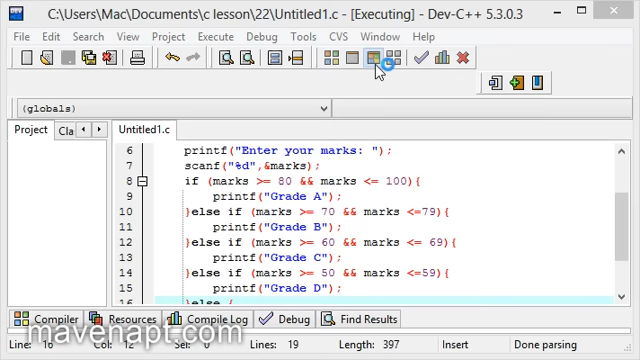 C:\Users\Mac\Documents\c lesson\22\Untitled1.c - [Executing] - Dev-C++ 5.3.0.3
File Edit Search View Project Execute Debug Tools CVS Window Help
(globals)
Project Cla Untitled1.c
6 printf("Enter your marks: ");
7 scanf("%d",&marks);
8 if (marks >= 80 && marks <= 100){
9 printf("Grade A");
10 }else if (marks >= 70 && marks <=79){
11 printf("Grade B");
12 }else if (marks >= 60 && marks <= 69){
13 printf("Grade C");
14 }else if (marks >= 50 && marks <=59){
15 printf("Grade D");
16 }else {
Compiler Resources Compile Log Debug Find Results
mavenapt.com
Line: 16 Col: 12 Sel: 0 Lines: 19 Length: 397 Insert Done parsing